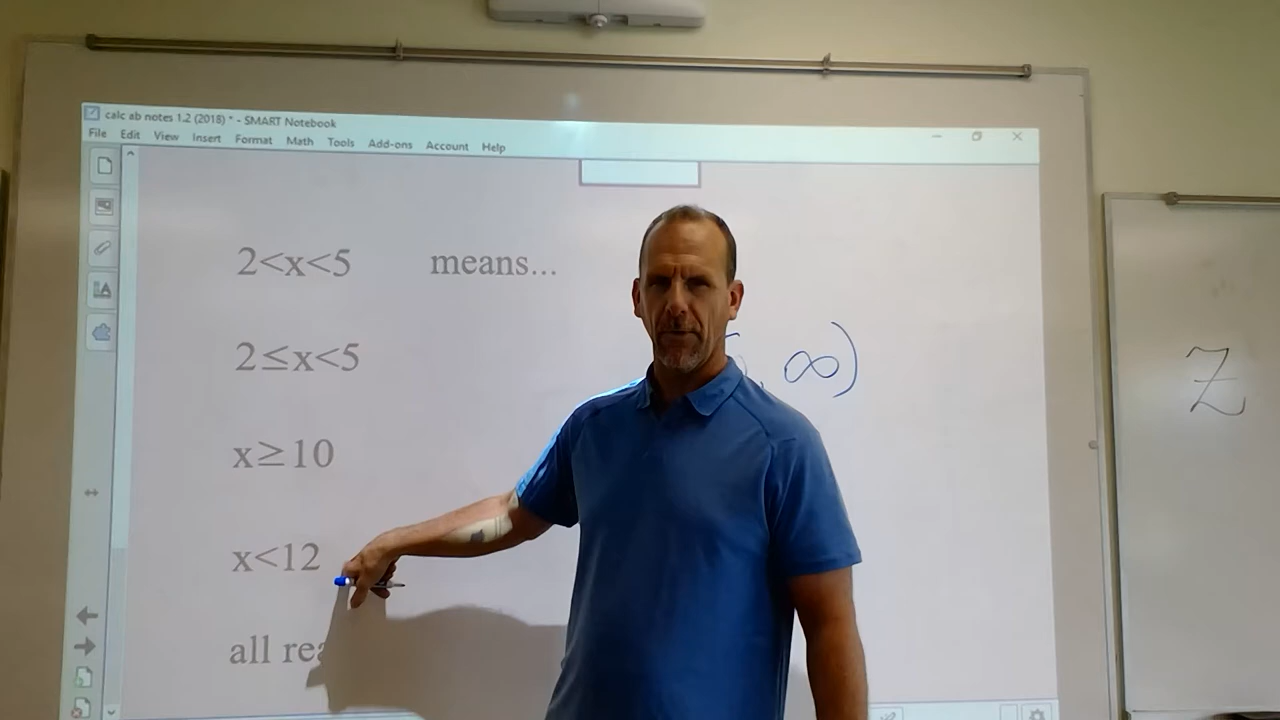 calc ab notes 1.2 (2018) * - SMART Notebook
File Edit View Insert Format Math Tools Add-ons Account Help
2<x<5 means...
2≤x<5
, ∞)
x≥10
x<12
all
Z